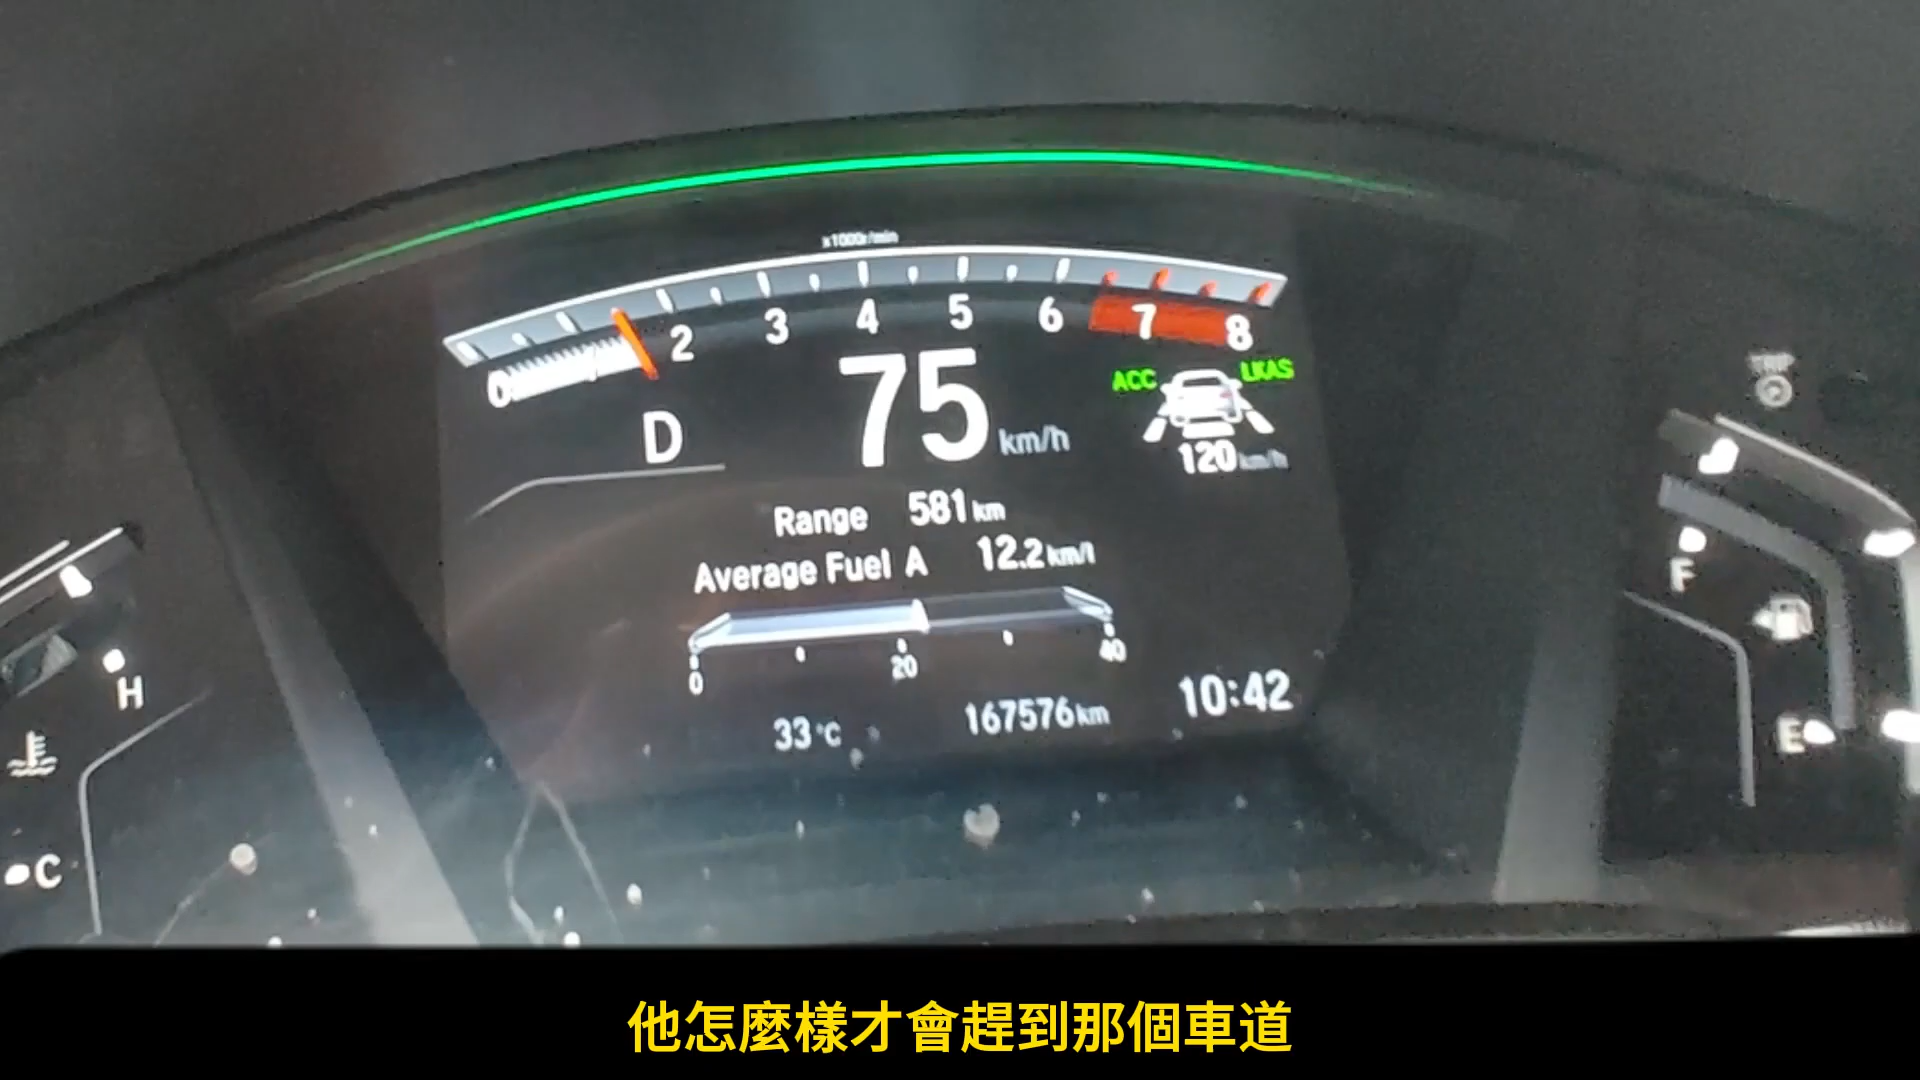 x1000r/min
0 1 2 3 4 5 6 7 8
75 km/h
D
ACC LKAS
120 km/h
Range 581 km
Average Fuel A 12.2 km/l
0 20 40
33°C 167576 km 10:42
H
C
TRIP
F
E
他怎麼樣才會趕到那個車道